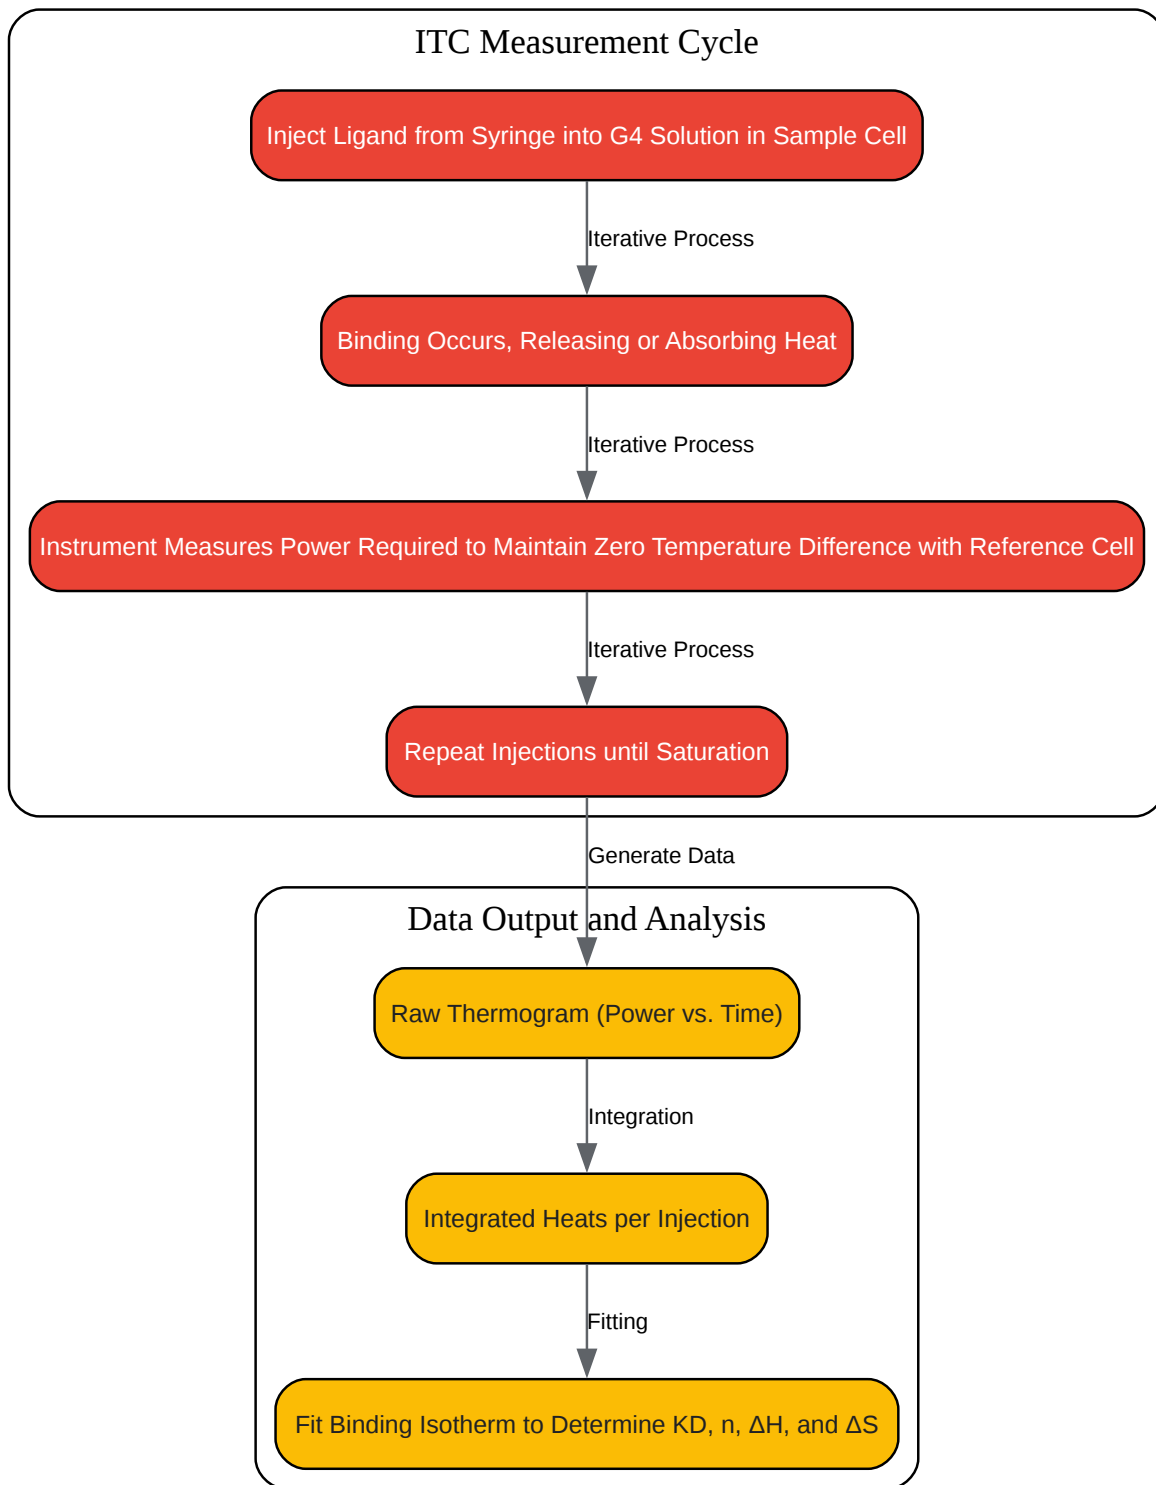 ITC Measurement Cycle
Inject Ligand from Syringe into G4 Solution in Sample Cell
Iterative Process
Binding Occurs, Releasing or Absorbing Heat
Iterative Process
Instrument Measures Power Required to Maintain Zero Temperature Difference with Reference Cell
Iterative Process
Repeat Injections until Saturation
Generate Data
Data Output and Analysis
Raw Thermogram (Power vs. Time)
Integration
Integrated Heats per Injection
Fitting
Fit Binding Isotherm to Determine KD, n, ΔH, and ΔS